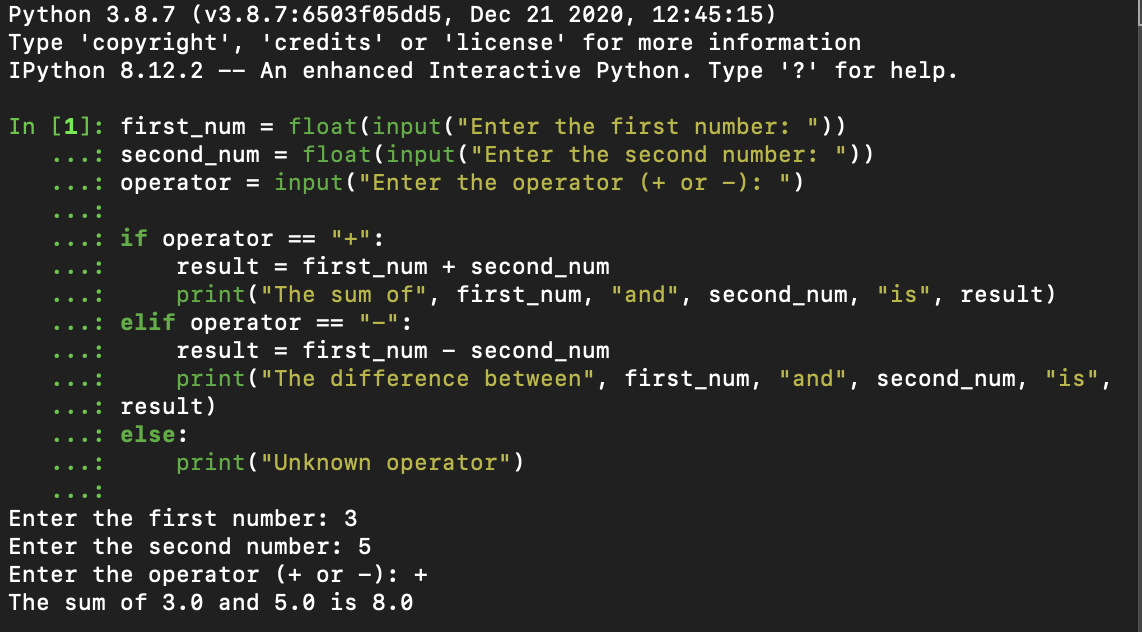 Python 3.8.7 (v3.8.7:6503f05dd5, Dec 21 2020, 12:45:15)
Type 'copyright', 'credits' or 'license' for more information
IPython 8.12.2 -- An enhanced Interactive Python. Type '?' for help.

In [1]: first_num = float(input("Enter the first number: "))
   ...: second_num = float(input("Enter the second number: "))
   ...: operator = input("Enter the operator (+ or -): ")
   ...:
   ...: if operator == "+":
   ...:     result = first_num + second_num
   ...:     print("The sum of", first_num, "and", second_num, "is", result)
   ...: elif operator == "-":
   ...:     result = first_num - second_num
   ...:     print("The difference between", first_num, "and", second_num, "is",
   ...: result)
   ...: else:
   ...:     print("Unknown operator")
   ...:
Enter the first number: 3
Enter the second number: 5
Enter the operator (+ or -): +
The sum of 3.0 and 5.0 is 8.0